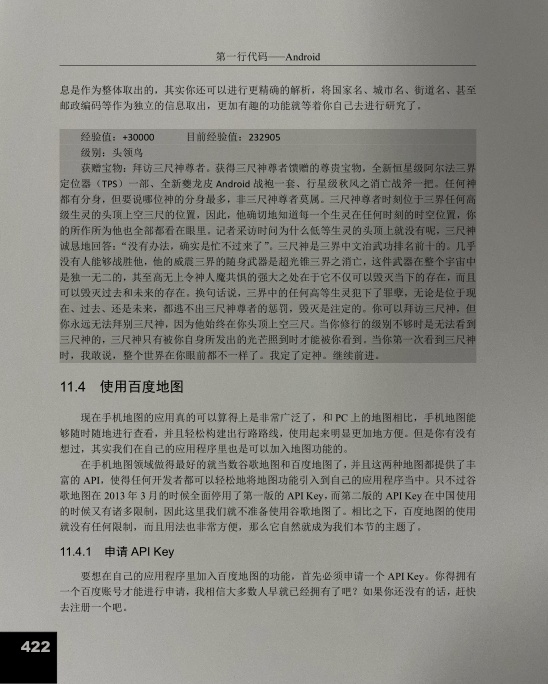 第一行代码——Android
息是作为整体取出的，其实你还可以进行更精确的解析，将国家名、城市名、街道名、甚至
邮政编码等作为独立的信息取出，更加有趣的功能就等着你自己去进行研究了。
经验值：+30000 目前经验值：232905
级别：头领鸟
获赠宝物：拜访三尺神尊者。获得三尺神尊者馈赠的尊贵宝物，全新恒星级阿尔法三界
定位器（TPS）一部、全新夔龙皮 Android 战袍一套、行星级秋风之消亡战斧一把。任何神
都有分身，但要说哪位神的分身最多，非三尺神尊者莫属。三尺神尊者时刻位于三界任何高
级生灵的头顶上空三尺的位置，因此，他确切地知道每一个生灵在任何时刻的时空位置，你
的所作所为他也全部都看在眼里。记者采访时问为什么低等生灵的头顶上就没有呢，三尺神
诚恳地回答：“没有办法，确实是忙不过来了”。三尺神是三界中文治武功排名前十的。几乎
没有人能够战胜他，他的威震三界的随身武器是超光锥三界之消亡，这件武器在整个宇宙中
是独一无二的，其至高无上令神人魔共惧的强大之处在于它不仅可以毁灭当下的存在，而且
可以毁灭过去和未来的存在。换句话说，三界中的任何高等生灵犯下了罪孽，无论是位于现
在、过去、还是未来，都逃不出三尺神尊者的惩罚，毁灭是注定的。你可以拜访三尺神，但
你永远无法拜别三尺神，因为他始终在你头顶上空三尺。当你修行的级别不够时是无法看到
三尺神的，三尺神只有被你自身所发出的光芒照到时才能被你看到。当你第一次看到三尺神
时，我敢说，整个世界在你眼前都不一样了。我定了定神。继续前进。
11.4 使用百度地图
现在手机地图的应用真的可以算得上是非常广泛了，和 PC 上的地图相比，手机地图能
够随时随地进行查看，并且轻松构建出行路线，使用起来明显更加地方便。但是你有没有
想过，其实我们在自己的应用程序里也是可以加入地图功能的。
在手机地图领域做得最好的就当数谷歌地图和百度地图了，并且这两种地图都提供了丰
富的 API，使得任何开发者都可以轻松地将地图功能引入到自己的应用程序当中。只不过谷
歌地图在 2013 年 3 月的时候全面停用了第一版的 API Key，而第二版的 API Key 在中国使用
的时候又有诸多限制，因此这里我们就不准备使用谷歌地图了。相比之下，百度地图的使用
就没有任何限制，而且用法也非常方便，那么它自然就成为我们本节的主题了。
11.4.1 申请 API Key
要想在自己的应用程序里加入百度地图的功能，首先必须申请一个 API Key。你得拥有
一个百度账号才能进行申请，我相信大多数人早就已经拥有了吧？如果你还没有的话，赶快
去注册一个吧。
422